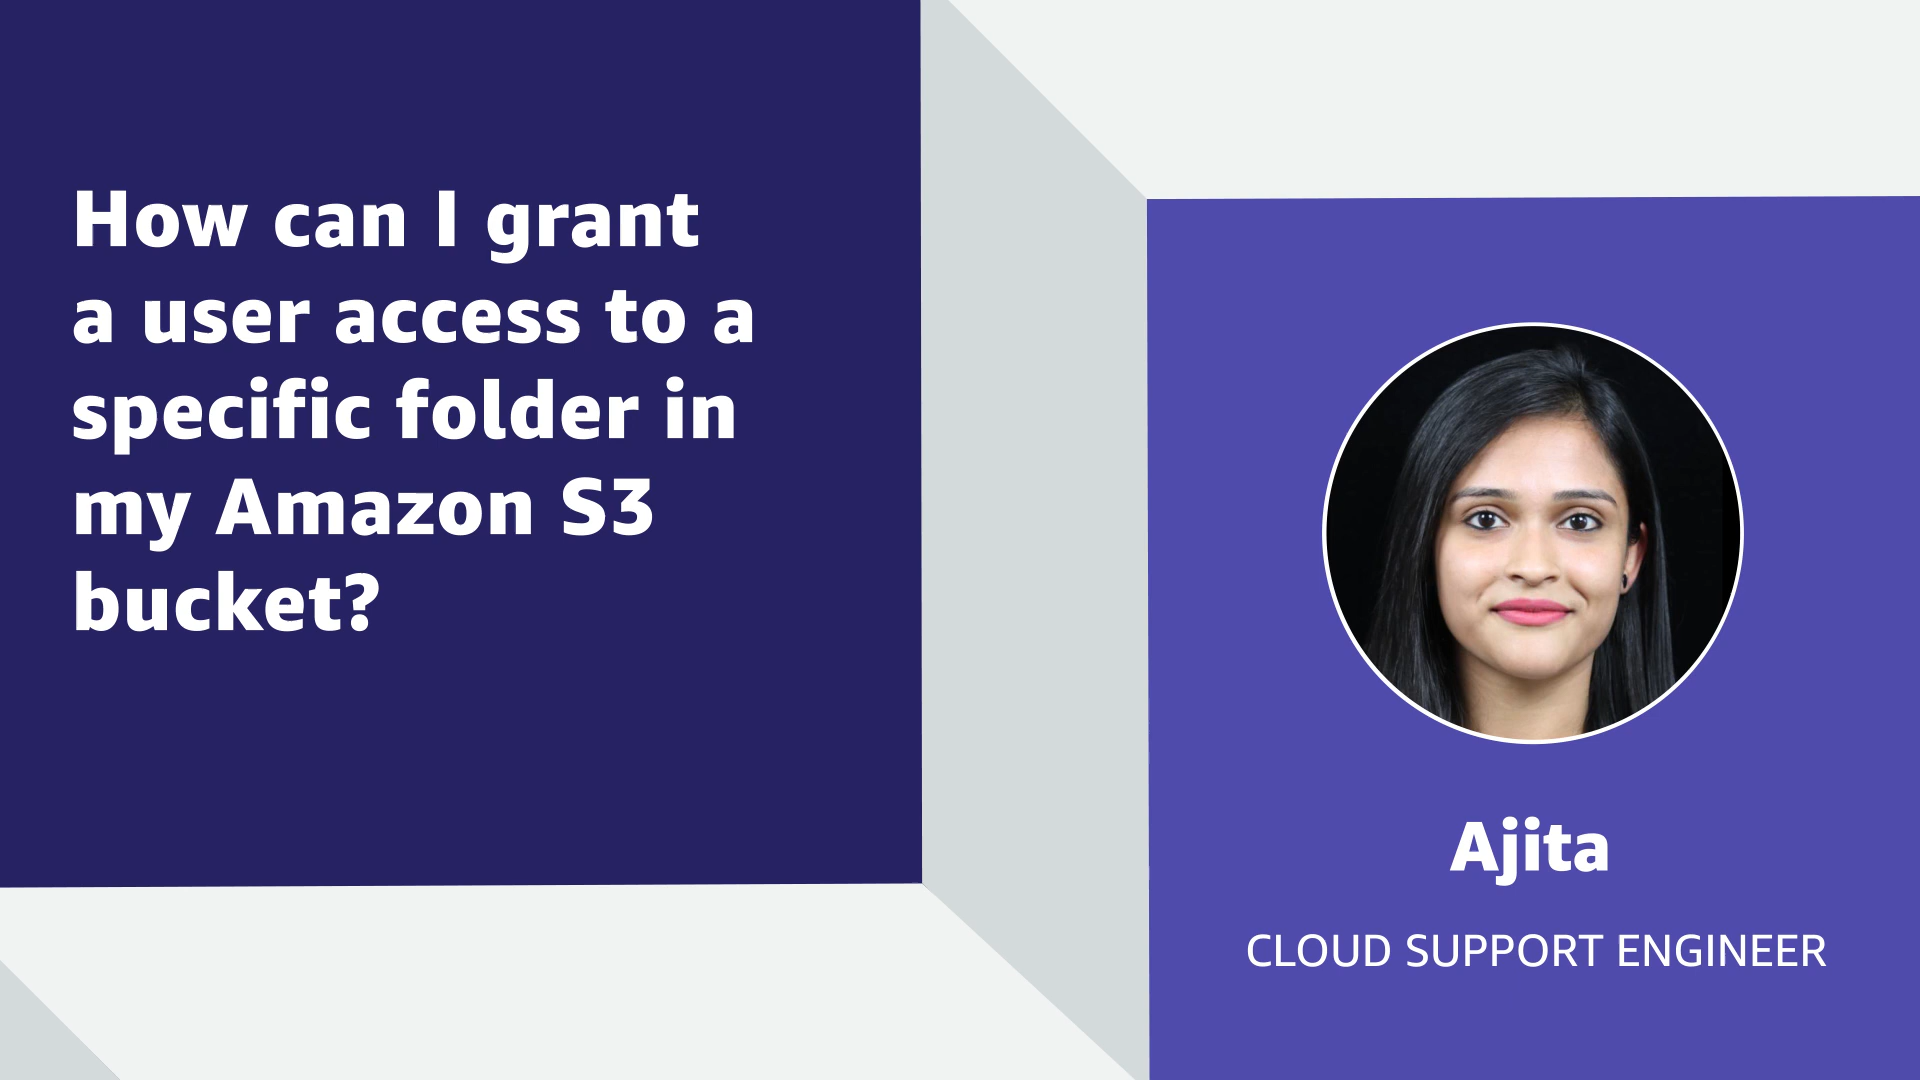 How can I grant
a user access to a
specific folder in
my Amazon S3
bucket?
Ajita
CLOUD SUPPORT ENGINEER